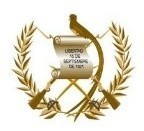 LIBERTAD
15 DE
SEPTIEMBRE
DE 1821